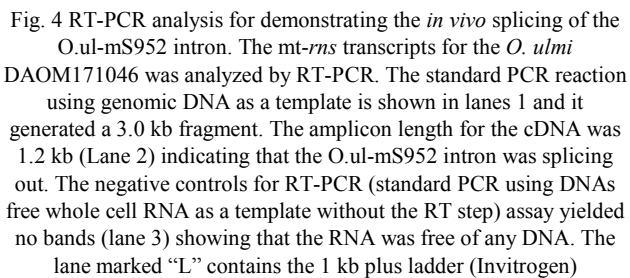 Fig. 4 RT-PCR analysis for demonstrating the in vivo splicing of the
O.ul-mS952 intron. The mt-rns transcripts for the O. ulmi
DAOM171046 was analyzed by RT-PCR. The standard PCR reaction
using genomic DNA as a template is shown in lanes 1 and it
generated a 3.0 kb fragment. The amplicon length for the cDNA was
1.2 kb (Lane 2) indicating that the O.ul-mS952 intron was splicing
out. The negative controls for RT-PCR (standard PCR using DNAs
free whole cell RNA as a template without the RT step) assay yielded
no bands (lane 3) showing that the RNA was free of any DNA. The
lane marked “L” contains the 1 kb plus ladder (Invitrogen)